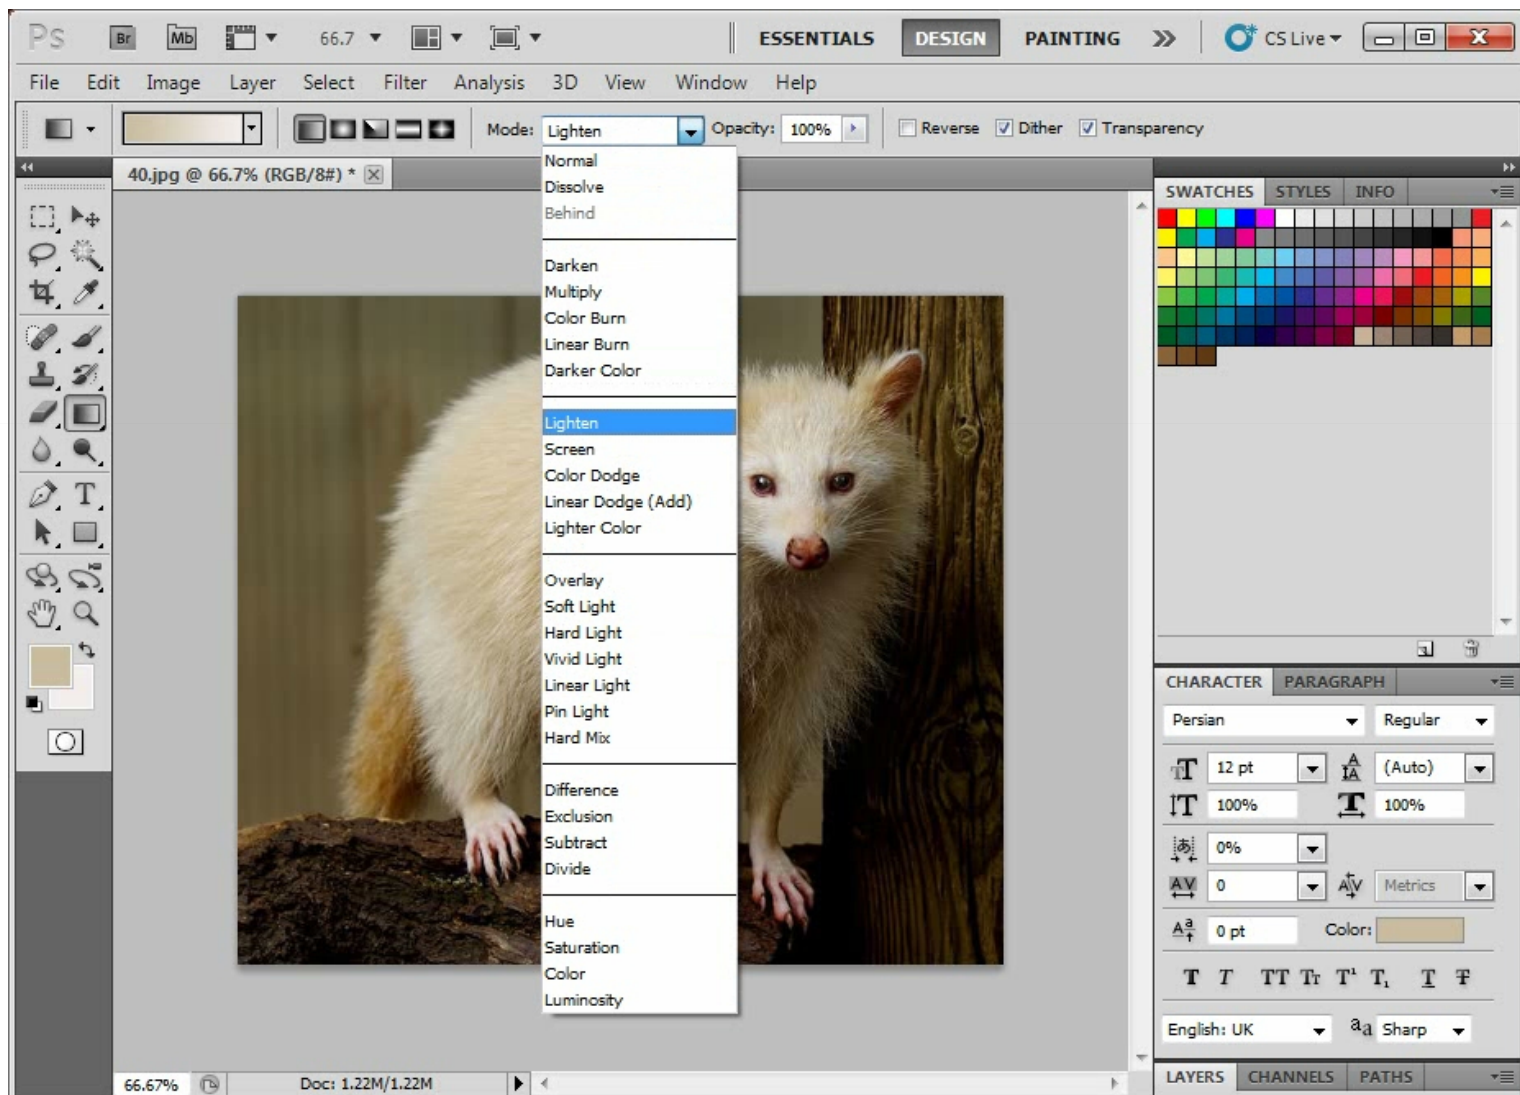 Ps Br Mb 66.7 ESSENTIALS DESIGN PAINTING CS Live
File Edit Image Layer Select Filter Analysis 3D View Window Help
Mode: Lighten Opacity: 100% Reverse Dither Transparency
40.jpg @ 66.7% (RGB/8#) *
Normal
Dissolve
Behind
Darken
Multiply
Color Burn
Linear Burn
Darker Color
Lighten
Screen
Color Dodge
Linear Dodge (Add)
Lighter Color
Overlay
Soft Light
Hard Light
Vivid Light
Linear Light
Pin Light
Hard Mix
Difference
Exclusion
Subtract
Divide
Hue
Saturation
Color
Luminosity
SWATCHES STYLES INFO
CHARACTER PARAGRAPH
Persian Regular
12 pt (Auto)
100% 100%
0%
0 Metrics
0 pt Color:
T T TT Tr T¹ T₁ T T
English: UK aa Sharp
LAYERS CHANNELS PATHS
66.67% Doc: 1.22M/1.22M